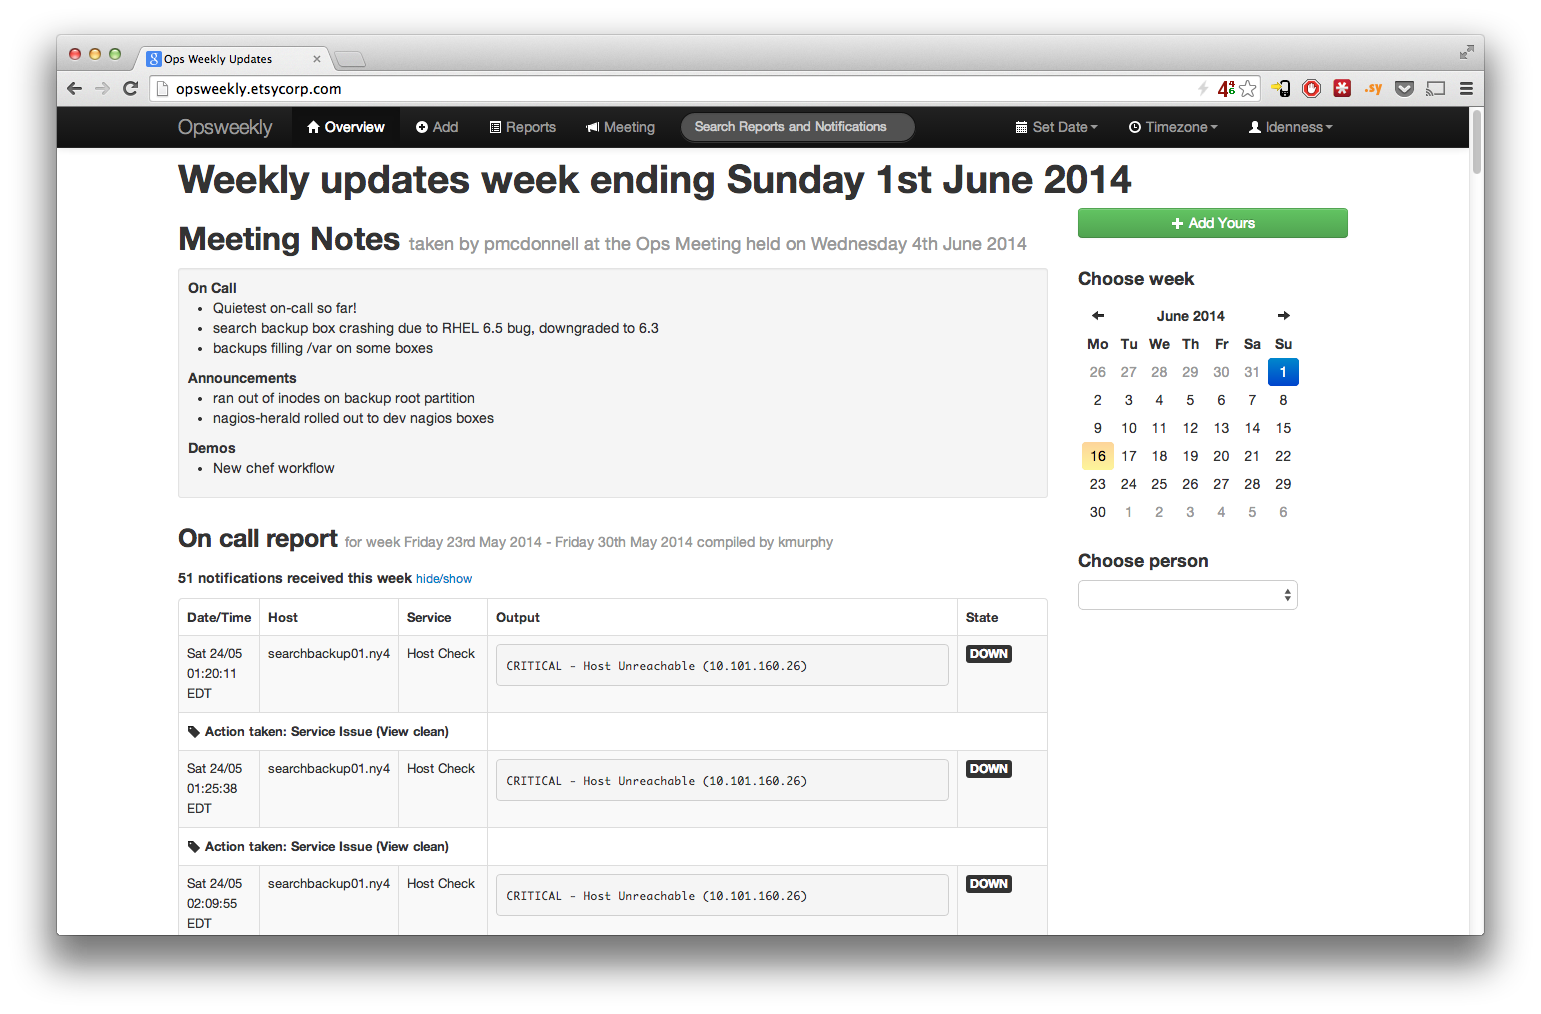 Ops Weekly Updates
opsweekly.etsycorp.com
.sy
Opsweekly Overview Add Reports Meeting Search Reports and Notifications Set Date Timezone ldenness
Weekly updates week ending Sunday 1st June 2014
Add Yours
Meeting Notes taken by pmcdonnell at the Ops Meeting held on Wednesday 4th June 2014
On Call
• Quietest on-call so far!
• search backup box crashing due to RHEL 6.5 bug, downgraded to 6.3
• backups filling /var on some boxes
Announcements
• ran out of inodes on backup root partition
• nagios-herald rolled out to dev nagios boxes
Demos
• New chef workflow
Choose week
June 2014
Mo Tu We Th Fr Sa Su
26 27 28 29 30 31 1
2 3 4 5 6 7 8
9 10 11 12 13 14 15
16 17 18 19 20 21 22
23 24 25 26 27 28 29
30 1 2 3 4 5 6
Choose person
On call report for week Friday 23rd May 2014 - Friday 30th May 2014 compiled by kmurphy
51 notifications received this week hide/show
Date/Time Host Service Output State
Sat 24/05 searchbackup01.ny4 Host Check CRITICAL - Host Unreachable (10.101.160.26) DOWN
01:20:11
EDT
Action taken: Service Issue (View clean)
Sat 24/05 searchbackup01.ny4 Host Check CRITICAL - Host Unreachable (10.101.160.26) DOWN
01:25:38
EDT
Action taken: Service Issue (View clean)
Sat 24/05 searchbackup01.ny4 Host Check CRITICAL - Host Unreachable (10.101.160.26) DOWN
02:09:55
EDT